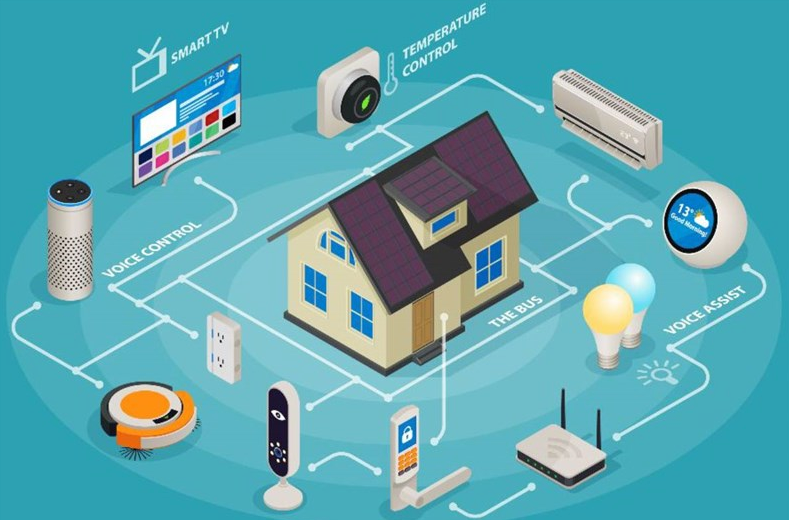 SMART TV
17:30
TEMPERATURE
CONTROL
13°
Good Morning!
VOICE CONTROL
THE BUS
VOICE ASSIST